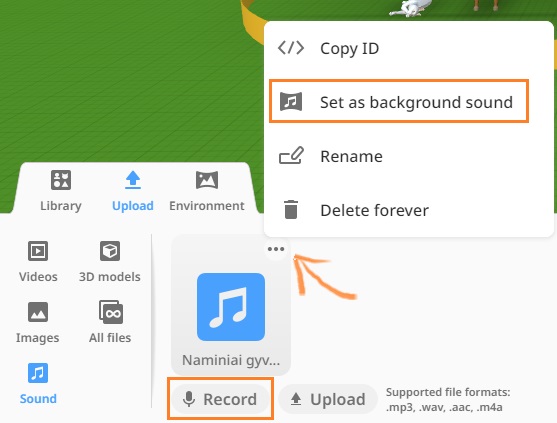 Copy ID
Set as background sound
Rename
Delete forever
Library
Upload
Environment
Videos
3D models
Images
All files
Sound
Naminiai gyv...
Record
Upload
Supported file formats:
.mp3, .wav, .aac, .m4a